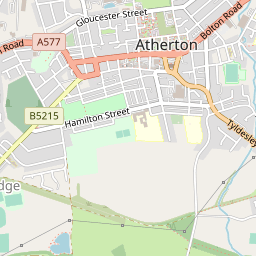 Gloucester Street
Bolton Road
Road
A577
Atherton
B5215
Hamilton Street
Tyldesley
dge